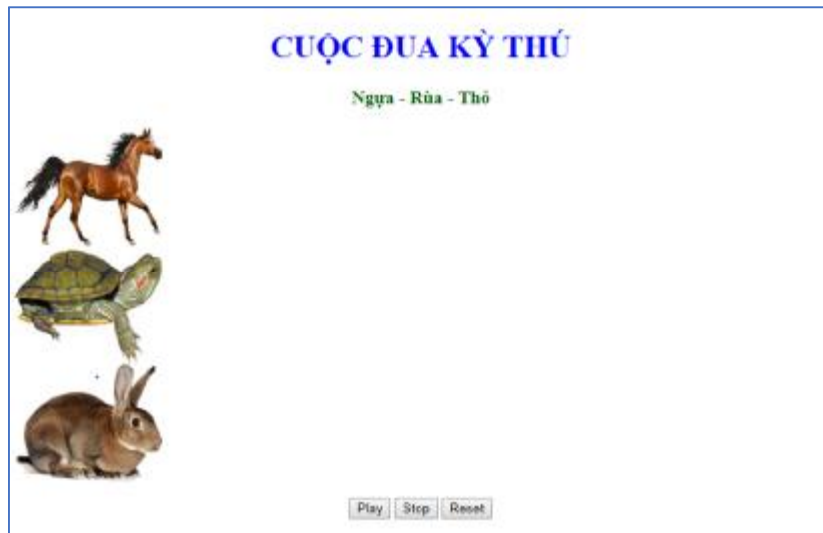 CUỘC ĐUA KỲ THÚ
Ngựa - Rùa - Thỏ
Play Stop Reset